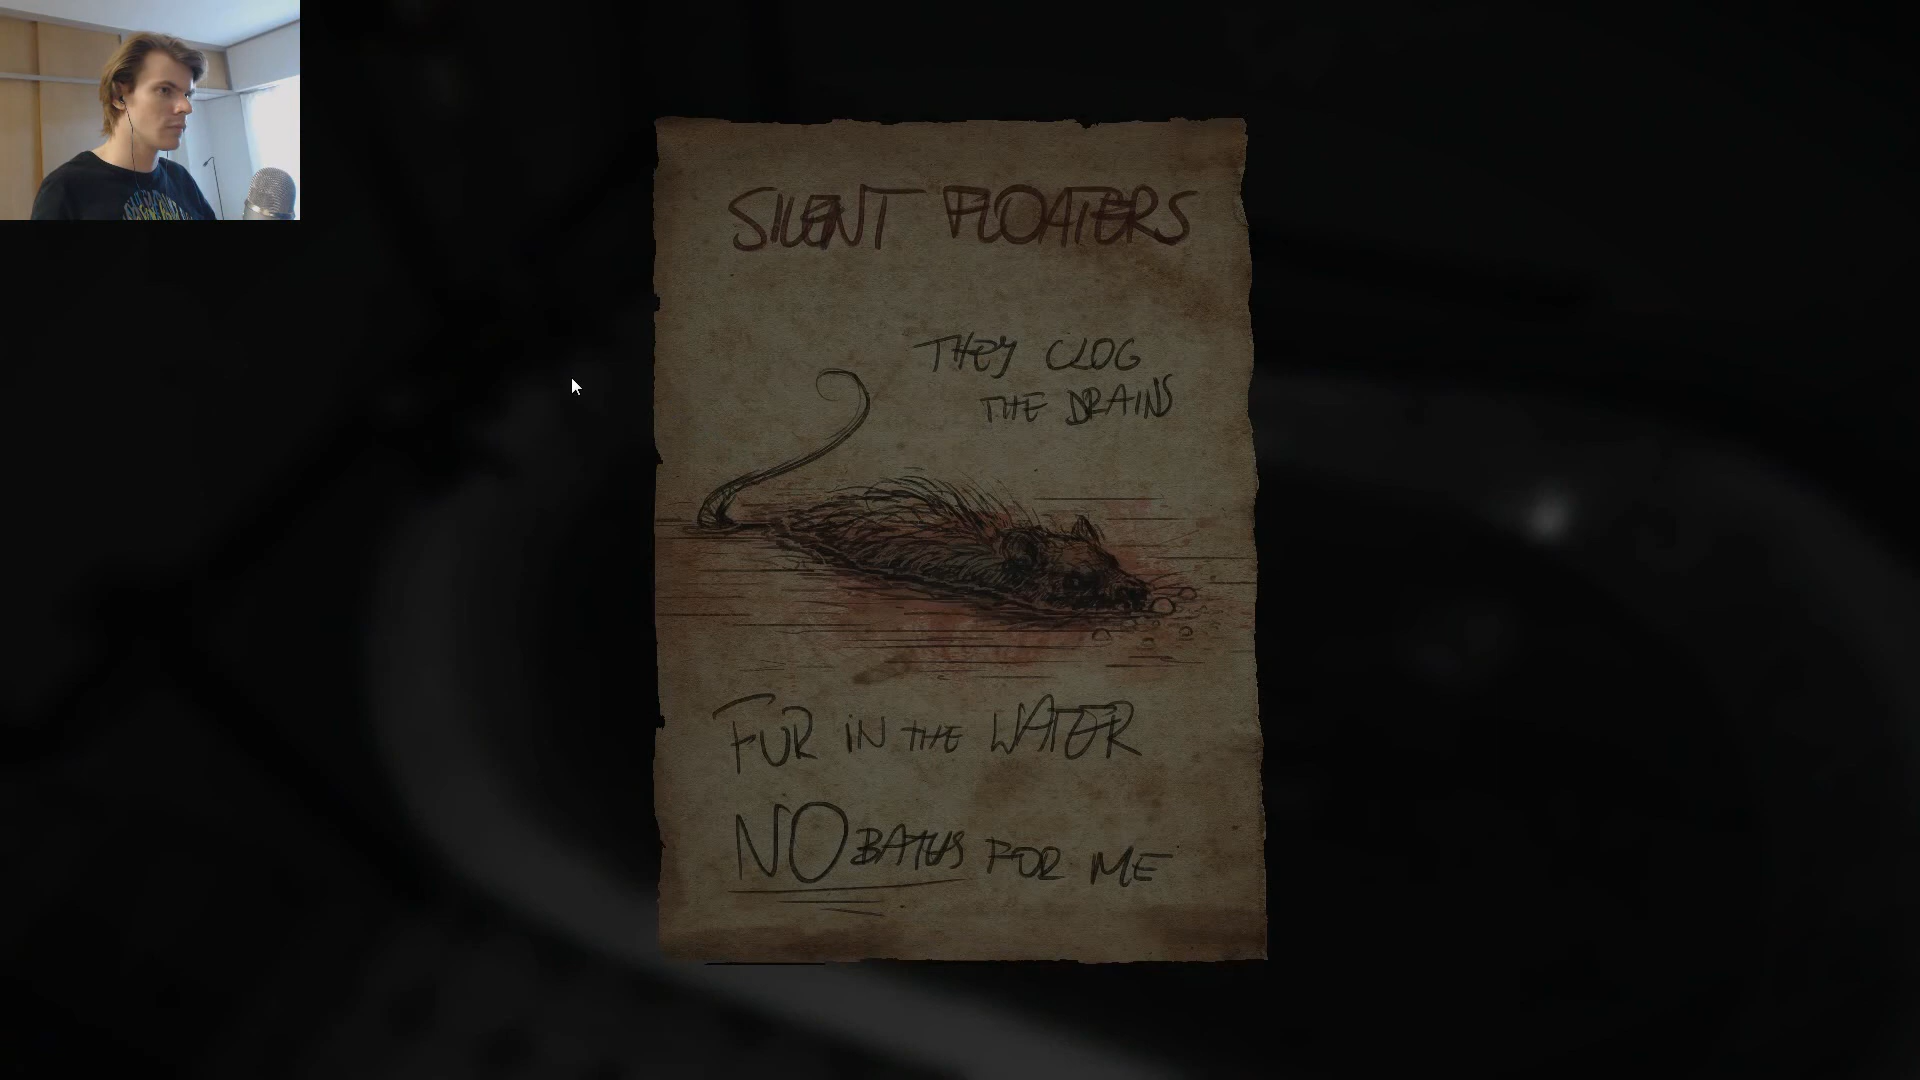 SILENT FLOATERS
THEY CLOG
THE DRAINS
FUR IN THE WATER
NO BATHS FOR ME